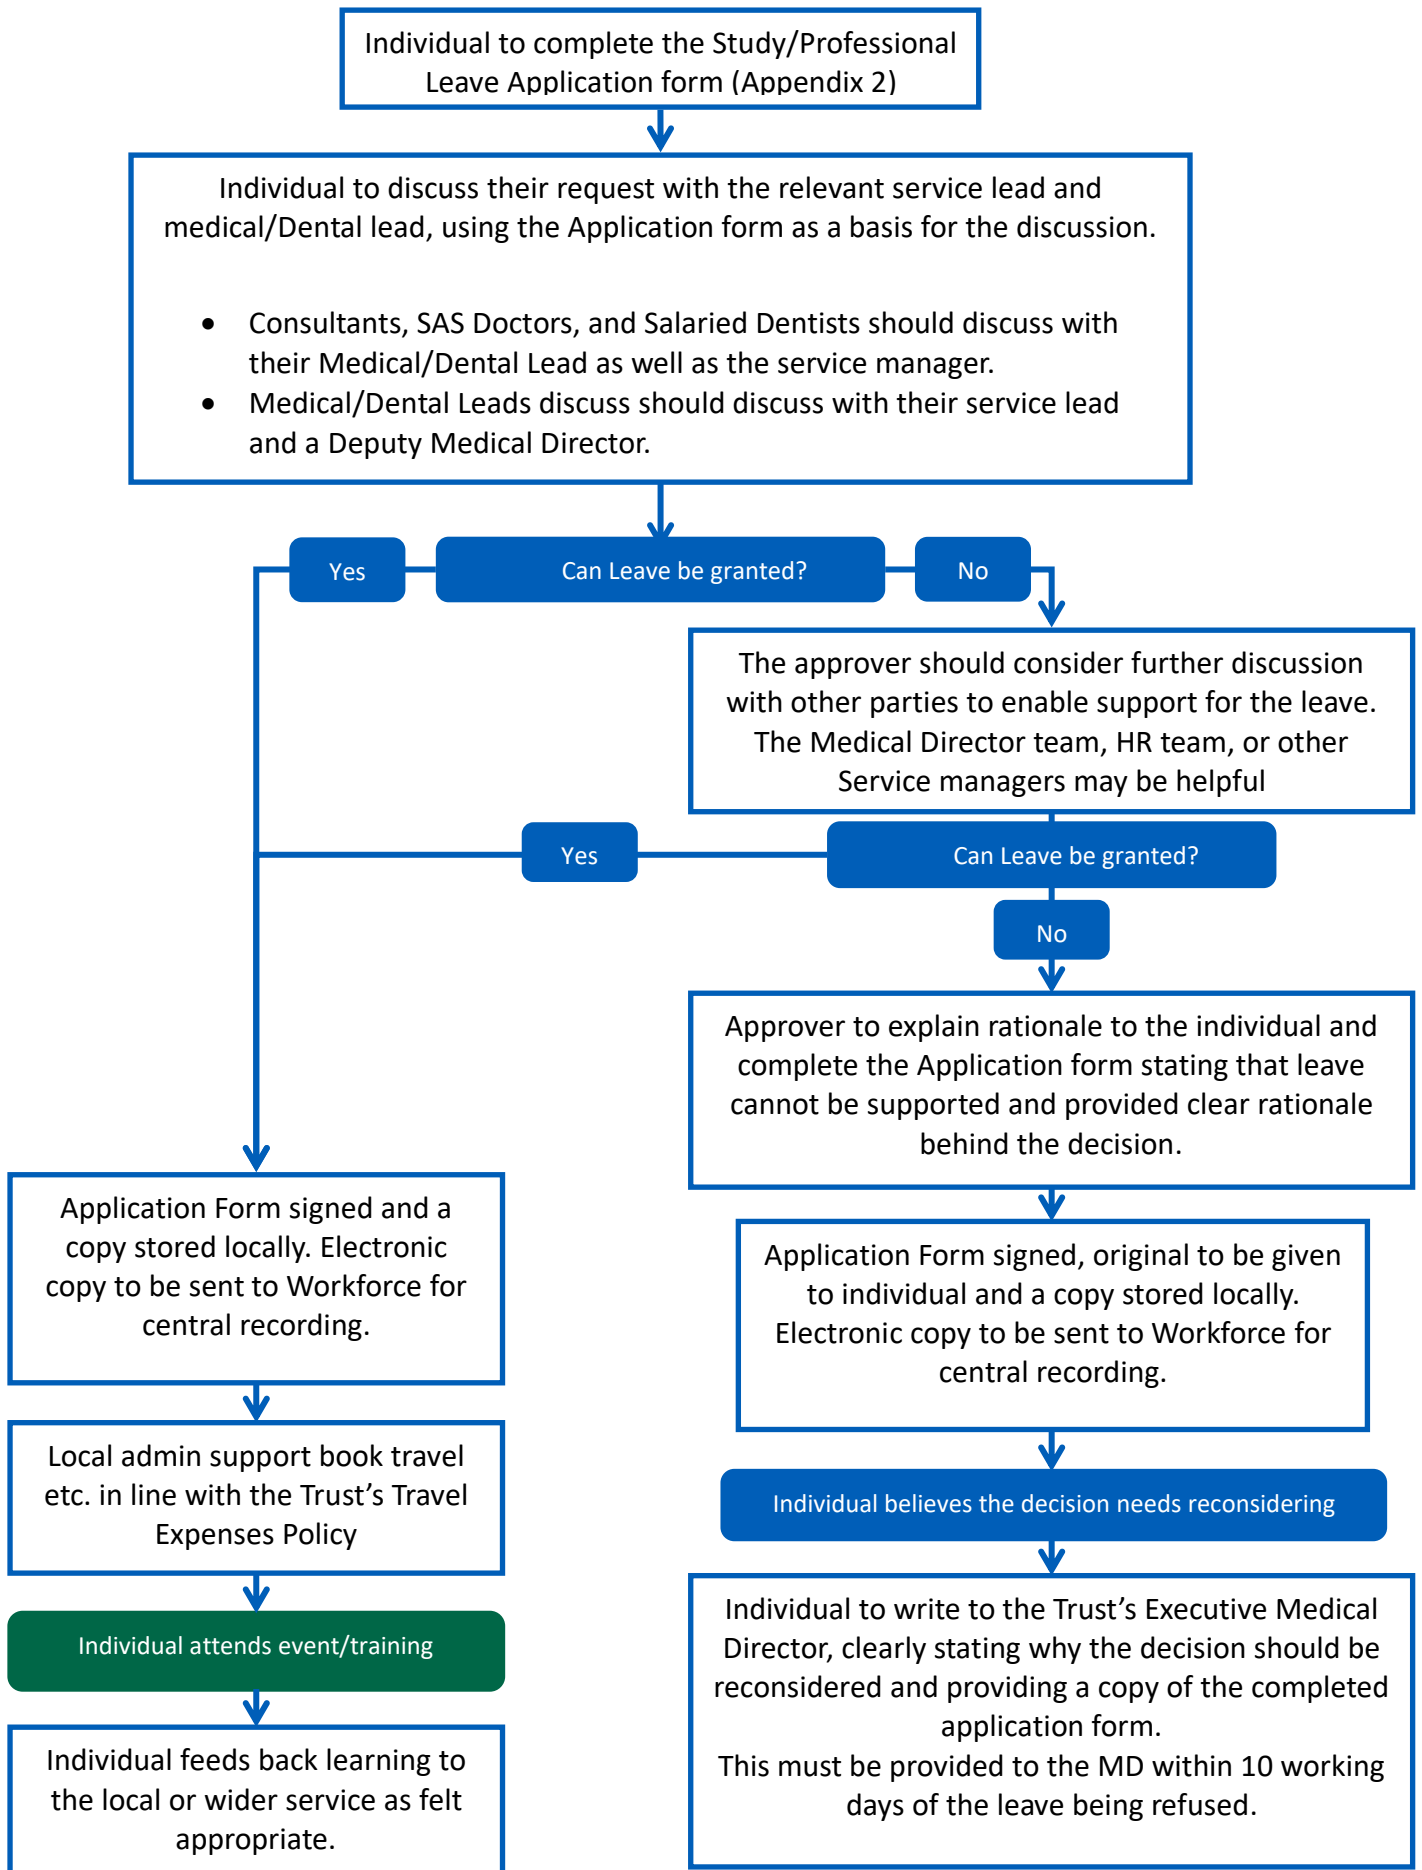 Individual to complete the Study/Professional
Leave Application form (Appendix 2)
Individual to discuss their request with the relevant service lead and
medical/Dental lead, using the Application form as a basis for the discussion.
• Consultants, SAS Doctors, and Salaried Dentists should discuss with
their Medical/Dental Lead as well as the service manager.
• Medical/Dental Leads discuss should discuss with their service lead
and a Deputy Medical Director.
Yes
Can Leave be granted?
No
The approver should consider further discussion
with other parties to enable support for the leave.
The Medical Director team, HR team, or other
Service managers may be helpful
Yes
Can Leave be granted?
No
Approver to explain rationale to the individual and
complete the Application form stating that leave
cannot be supported and provided clear rationale
behind the decision.
Application Form signed and a
copy stored locally. Electronic
copy to be sent to Workforce for
central recording.
Application Form signed, original to be given
to individual and a copy stored locally.
Electronic copy to be sent to Workforce for
central recording.
Local admin support book travel
etc. in line with the Trust’s Travel
Expenses Policy
Individual believes the decision needs reconsidering
Individual attends event/training
Individual to write to the Trust’s Executive Medical
Director, clearly stating why the decision should be
reconsidered and providing a copy of the completed
application form.
This must be provided to the MD within 10 working
days of the leave being refused.
Individual feeds back learning to
the local or wider service as felt
appropriate.